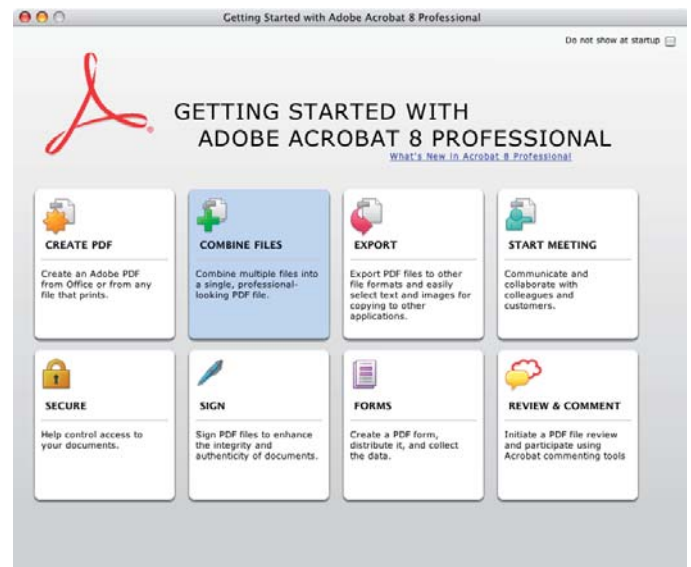 Getting Started with Adobe Acrobat 8 Professional
Do not show at startup
GETTING STARTED WITH
ADOBE ACROBAT 8 PROFESSIONAL
What's New in Acrobat 8 Professional
CREATE PDF
Create an Adobe PDF
from Office or from any
file that prints.
COMBINE FILES
Combine multiple files into
a single, professional-
looking PDF file.
EXPORT
Export PDF files to other
file formats and easily
select text and images for
copying to other
applications.
START MEETING
Communicate and
collaborate with
colleagues and
customers.
SECURE
Help control access to
your documents.
SIGN
Sign PDF files to enhance
the integrity and
authenticity of documents.
FORMS
Create a PDF form,
distribute it, and collect
the data.
REVIEW & COMMENT
Initiate a PDF file review
and participate using
Acrobat commenting tools